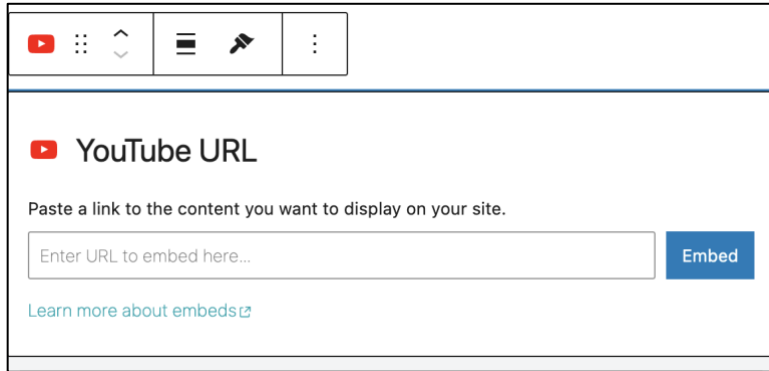 YouTube URL
Paste a link to the content you want to display on your site.
Enter URL to embed here...
Embed
Learn more about embeds